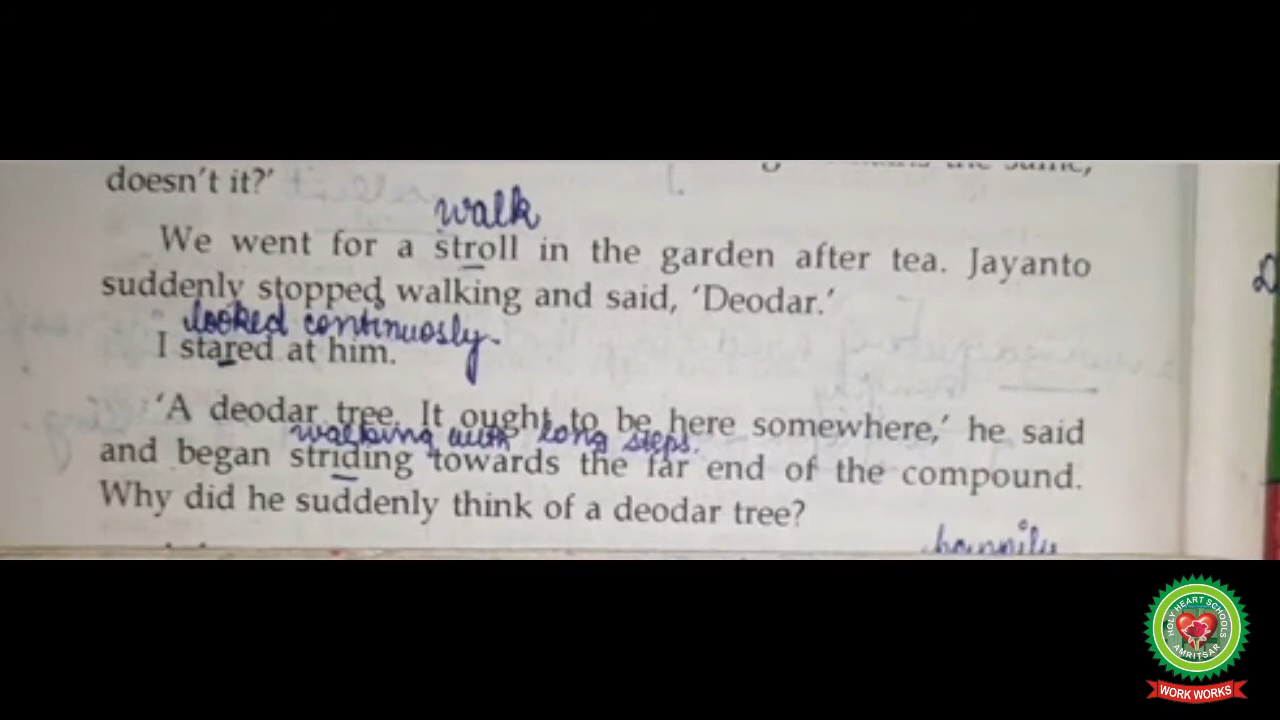 doesn't it?'
walk
We went for a stroll in the garden after tea. Jayanto
suddenly stopped walking and said, 'Deodar.'
looked continuosly.
I stared at him.
'A deodar tree. It ought to be here somewhere,' he said
walking with long steps.
and began striding towards the far end of the compound.
Why did he suddenly think of a deodar tree?
HOLY HEART SCHOOLS
AMRITSAR
WORK WORKS